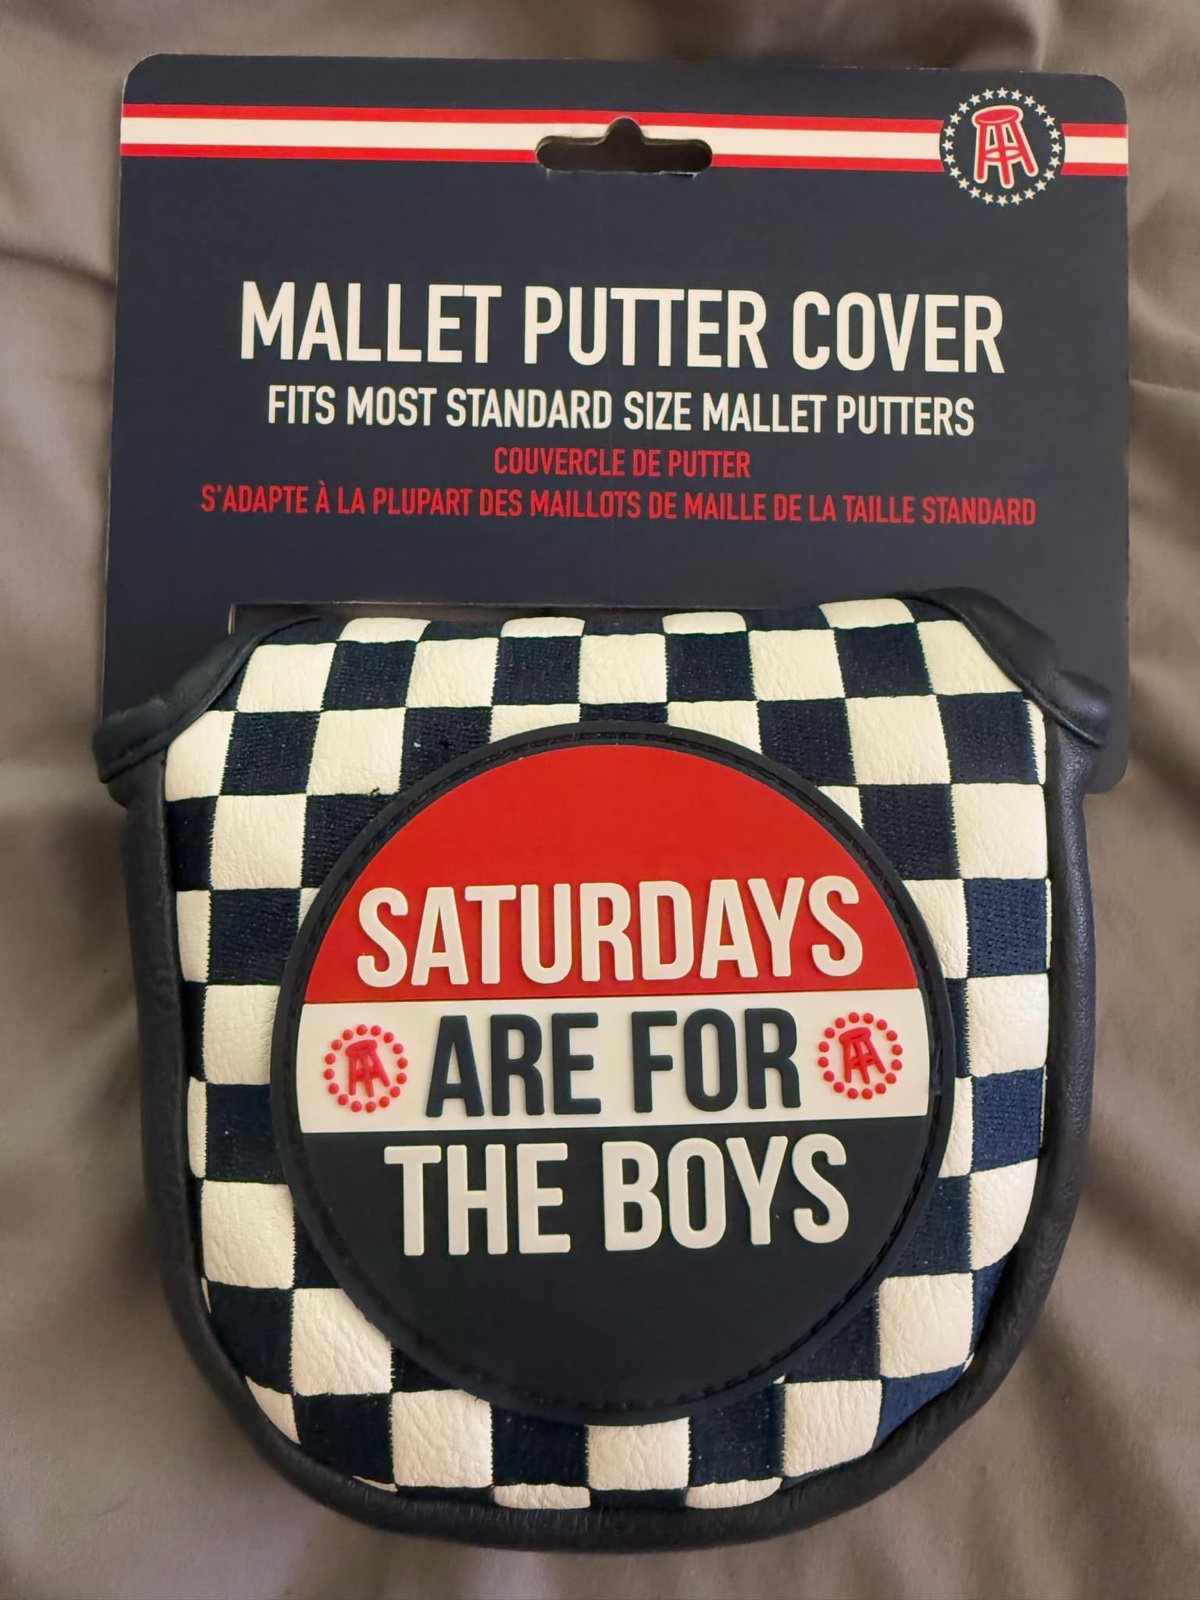 MALLET PUTTER COVER
FITS MOST STANDARD SIZE MALLET PUTTERS
COUVERCLE DE PUTTER
S'ADAPTE À LA PLUPART DES MAILLOTS DE MAILLE DE LA TAILLE STANDARD
SATURDAYS
ARE FOR
THE BOYS